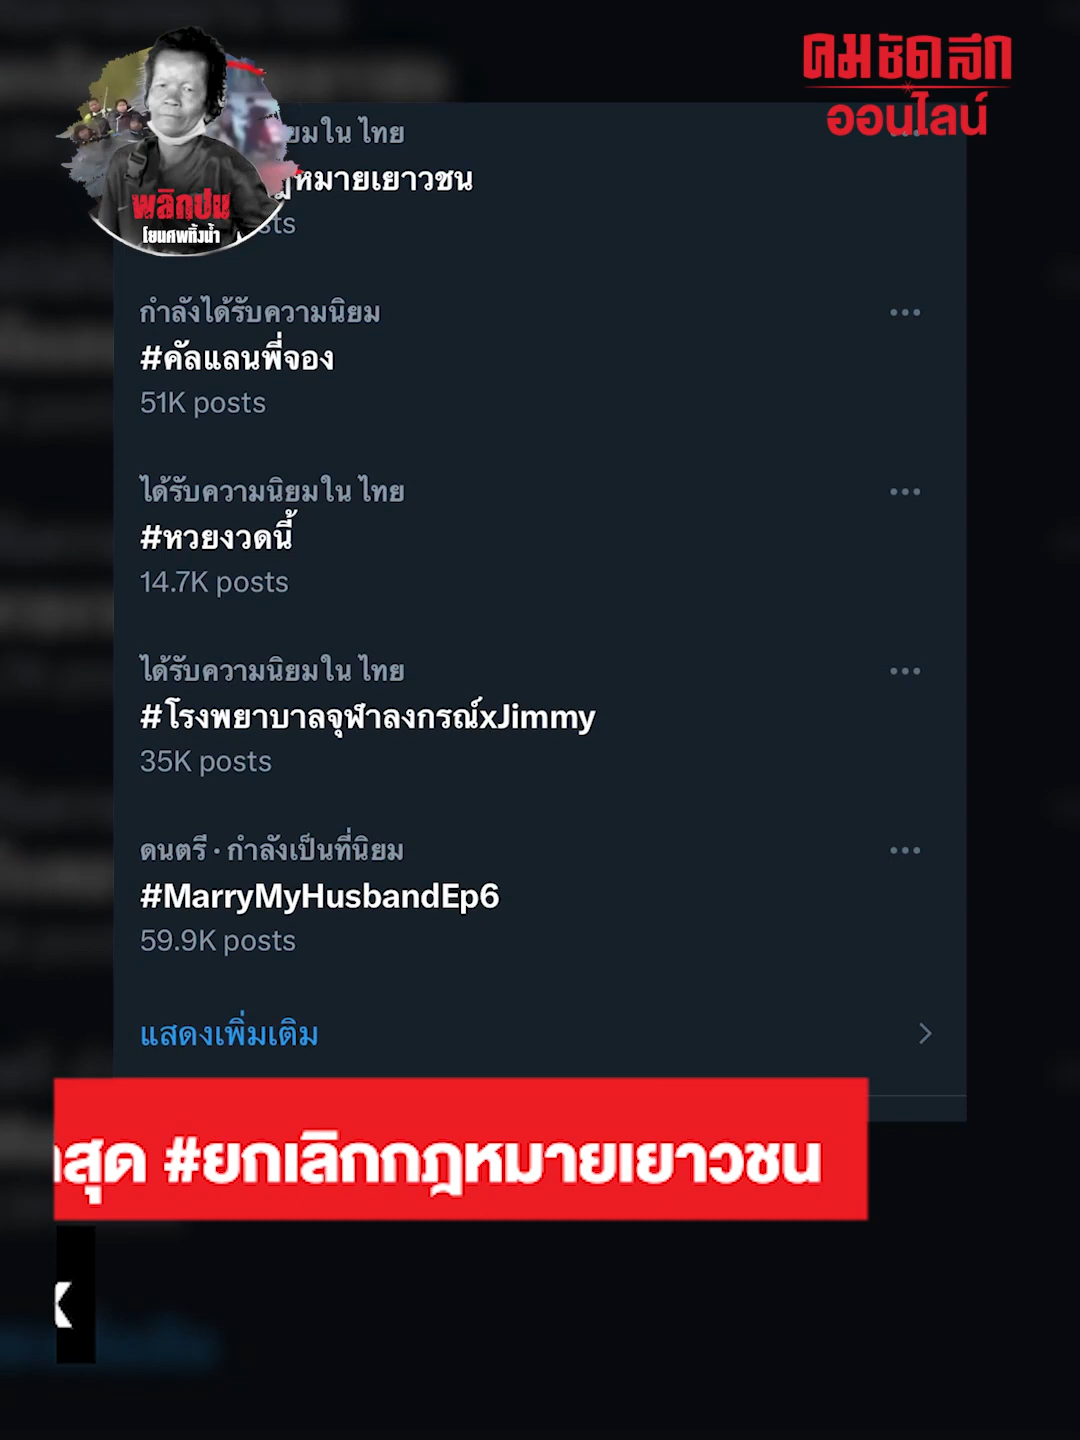 คมชัดลึก
ออนไลน์
พลิกปม
โยนศพทิ้งน้ำ
ยมใน ไทย
หมายเยาวชน
sts
กำลังได้รับความนิยม
#คัลแลนพี่จอง
51K posts
ได้รับความนิยมใน ไทย
#หวยงวดนี้
14.7K posts
ได้รับความนิยมใน ไทย
#โรงพยาบาลจุฬาลงกรณ์xJimmy
35K posts
ดนตรี · กำลังเป็นที่นิยม
#MarryMyHusbandEp6
59.9K posts
แสดงเพิ่มเติม
าสุด #ยกเลิกกฎหมายเยาวชน